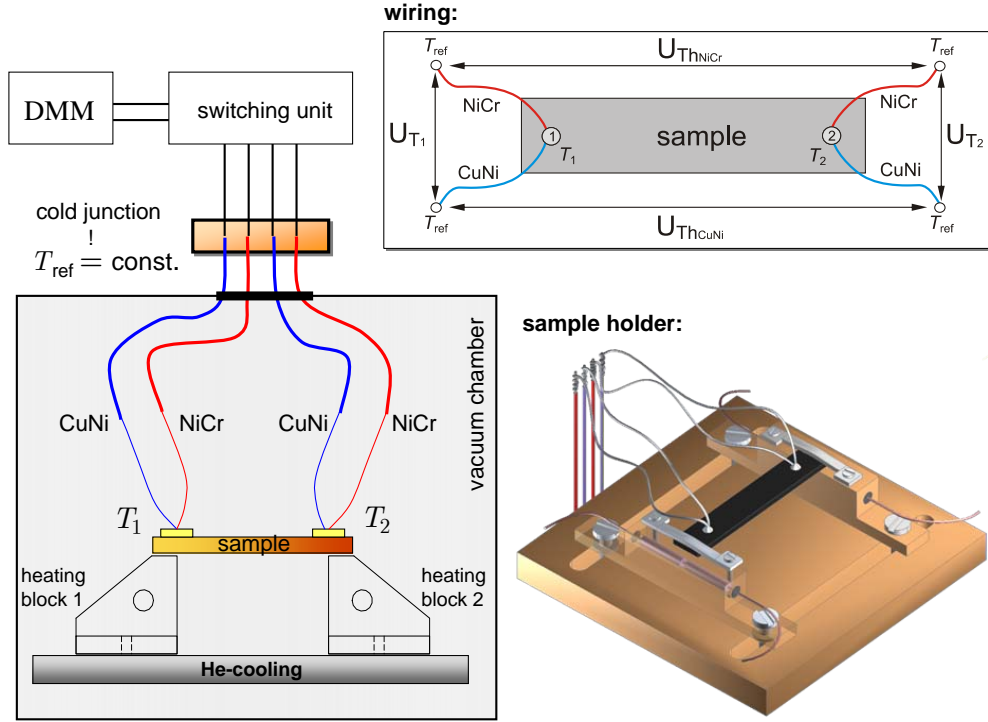 wiring:
T_ref
U_Th_NiCr
T_ref
NiCr
NiCr
U_T_1
1
T_1
sample
2
T_2
U_T_2
CuNi
CuNi
T_ref
U_Th_CuNi
T_ref
DMM
switching unit
cold junction
!
T_ref = const.
vacuum chamber
CuNi
NiCr
CuNi
NiCr
T_1
T_2
sample
heating
block 1
heating
block 2
He-cooling
sample holder: